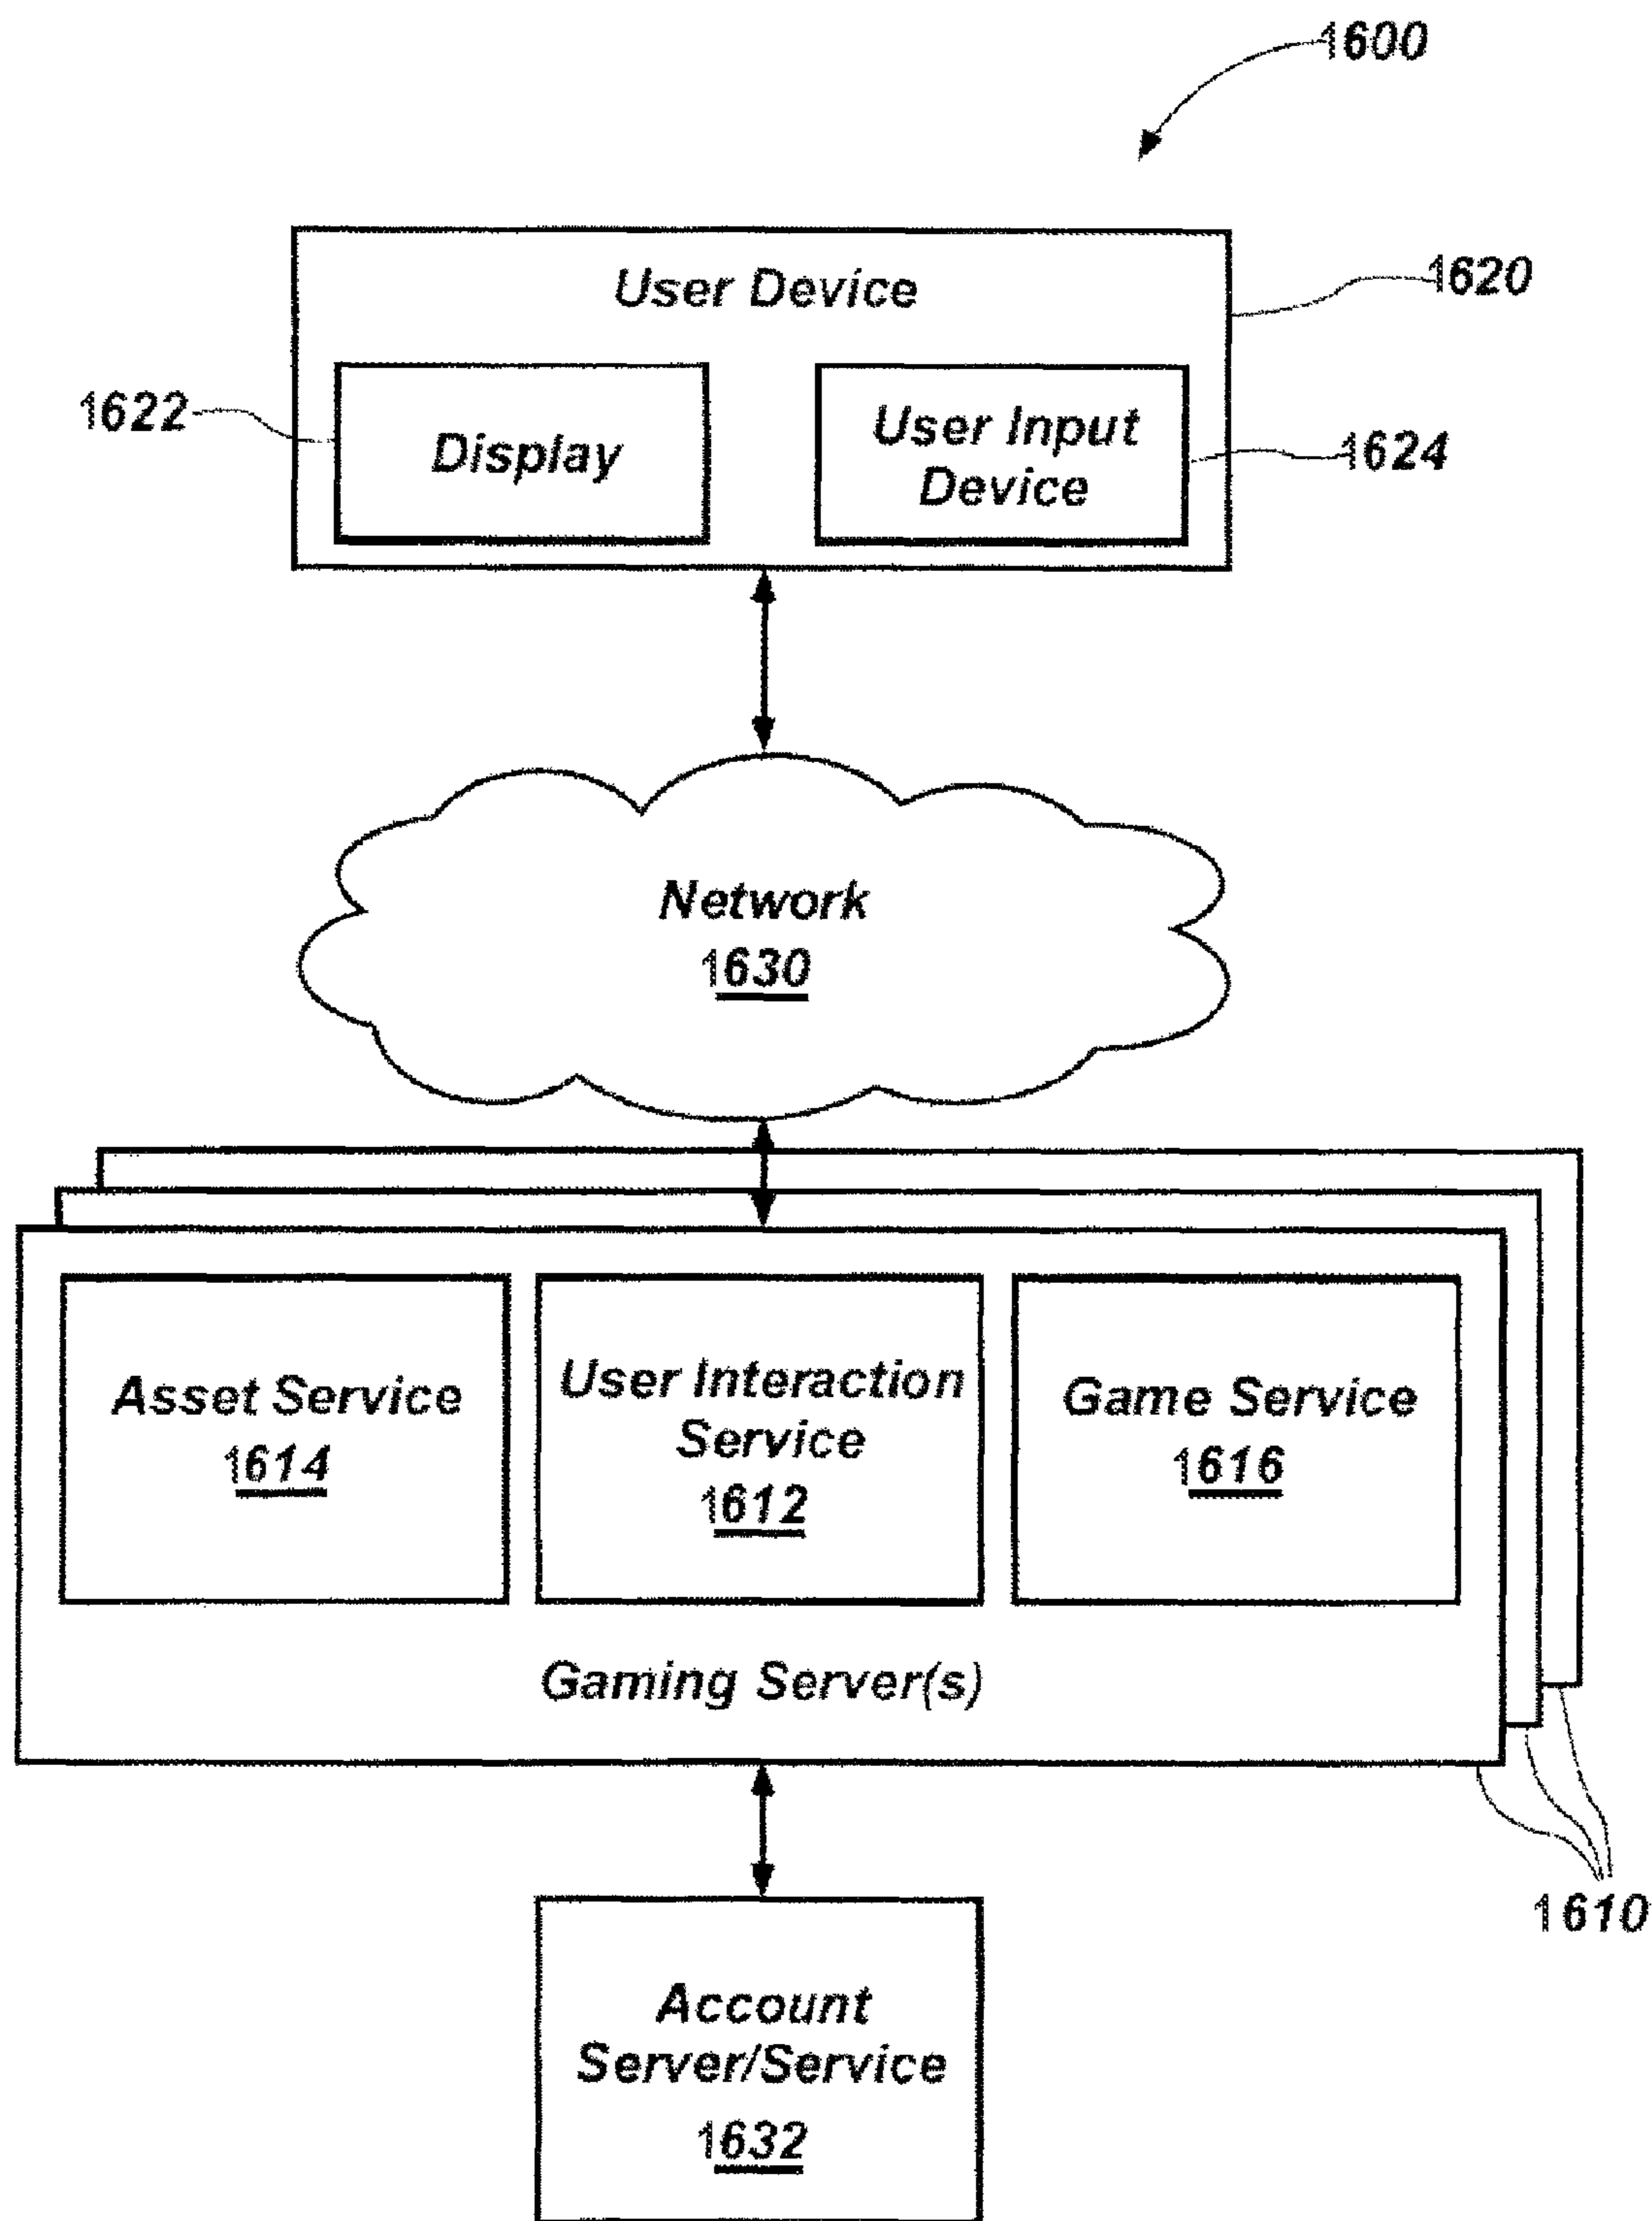 1600
User Device
1620
1622
Display
User Input
Device
1624
Network
1630
Asset Service
1614
User Interaction
Service
1612
Game Service
1616
Gaming Server(s)
1610
Account
Server/Service
1632